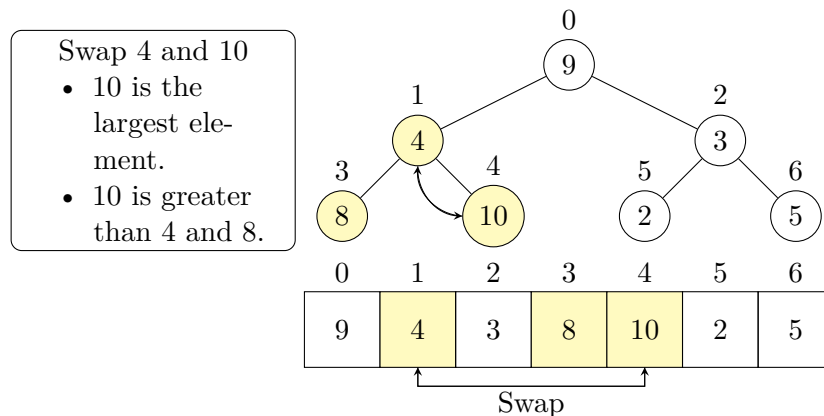 Swap 4 and 10
• 10 is the
largest ele-
ment.
• 10 is greater
than 4 and 8.
0
9
1
2
4
3
3
4
5
6
8
10
2
5
0 1 2 3 4 5 6
9 4 3 8 10 2 5
Swap